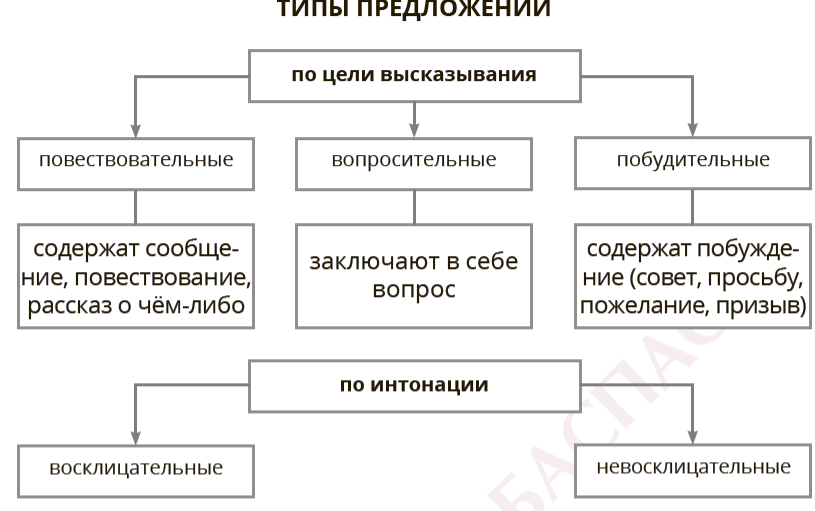 ТИПЫ ПРЕДЛОЖЕНИЙ
по цели высказывания
повествовательные
вопросительные
побудительные
содержат сообще-
ние, повествование,
рассказ о чём-либо
заключают в себе
вопрос
содержат побужде-
ние (совет, просьбу,
пожелание, призыв)
по интонации
восклицательные
невосклицательные
БАСПАС